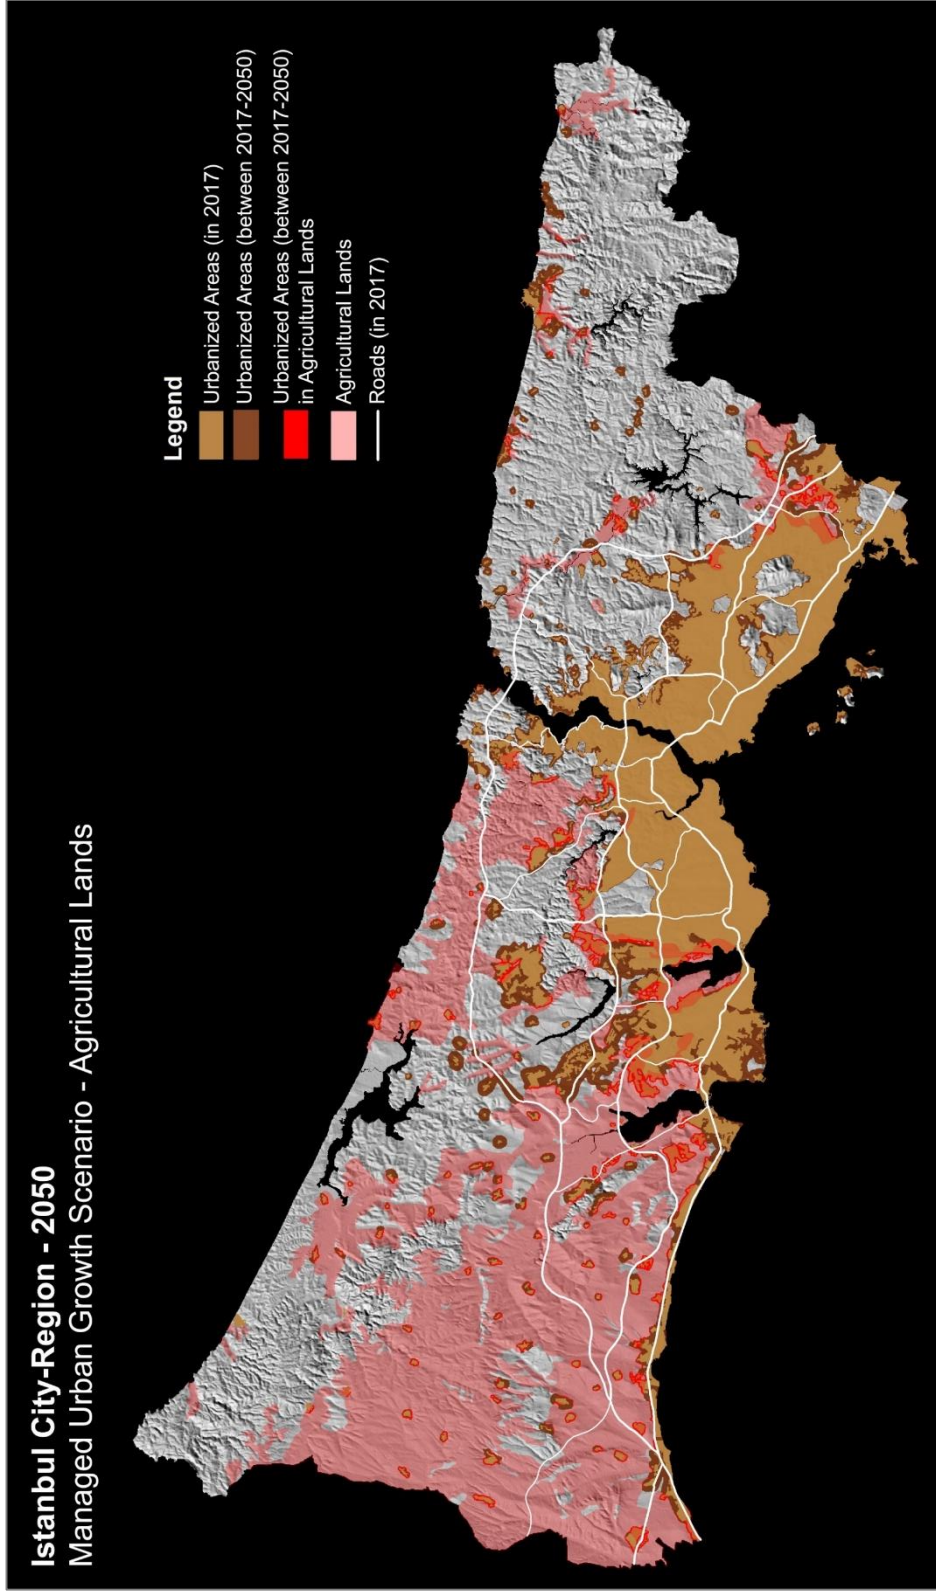 Istanbul City-Region - 2050
Managed Urban Growth Scenario - Agricultural Lands
Legend
Urbanized Areas (in 2017)
Urbanized Areas (between 2017-2050)
Urbanized Areas (between 2017-2050)
in Agricultural Lands
Agricultural Lands
Roads (in 2017)